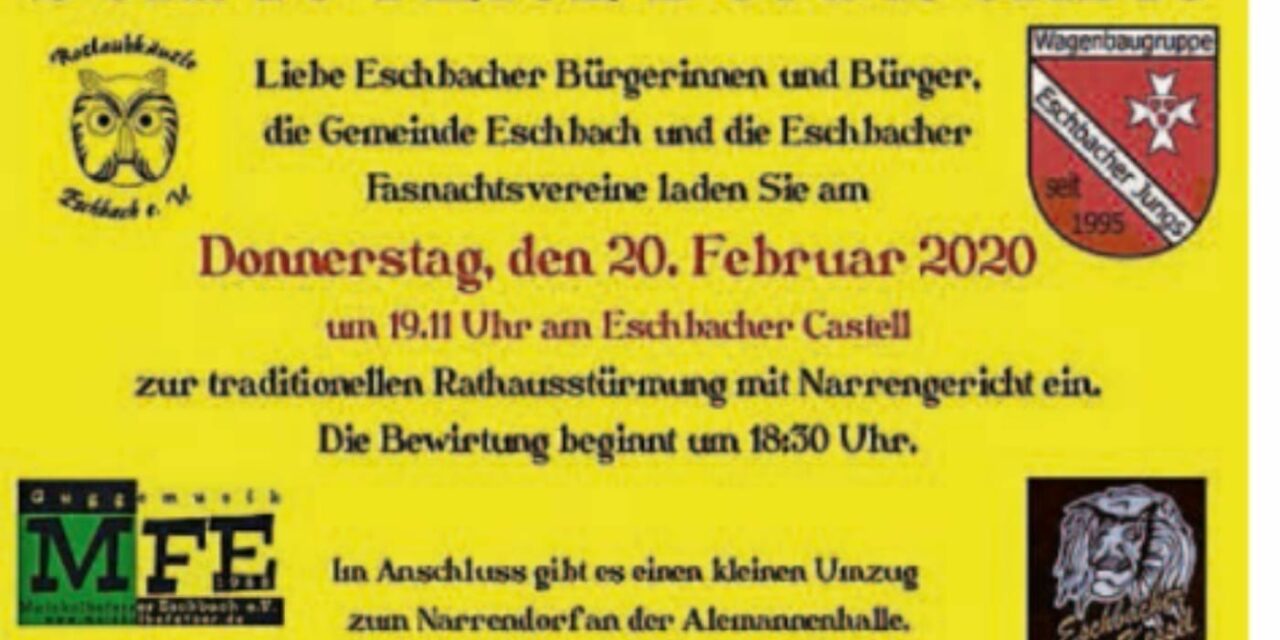 Rotlaubkäuzle
Eschbach e. V.
Wagenbaugruppe
Eschbacher Jungs
seit
1995
Liebe Eschbacher Bürgerinnen und Bürger,
die Gemeinde Eschbach und die Eschbacher
Fasnachtsvereine laden Sie am
Donnerstag, den 20. Februar 2020
um 19.11 Uhr am Eschbacher Castell
zur traditionellen Rathausstürmung mit Narrengericht ein.
Die Bewirtung beginnt um 18:30 Uhr.
Guggemusik
MFE
Eschbach e.V.
Im Anschluss gibt es einen kleinen Umzug
zum Narrendorf an der Alemannenhalle.